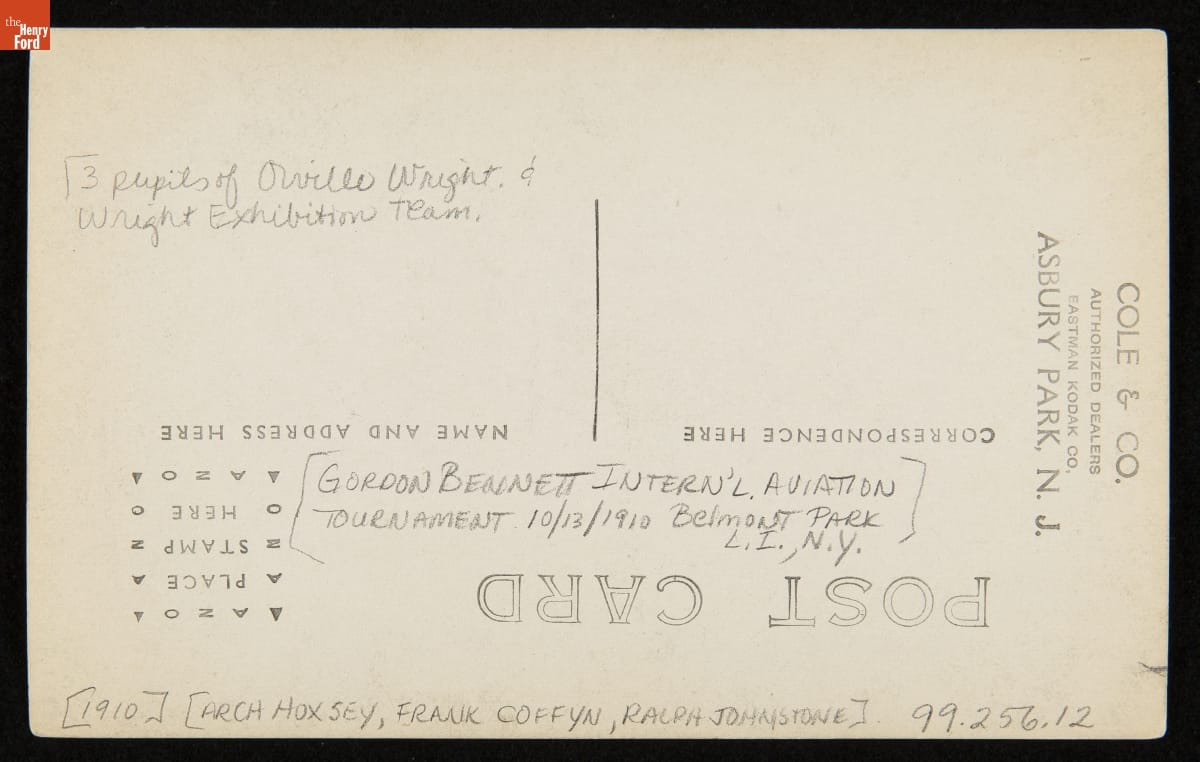 the
Henry
Ford
[3 pupils of Orville Wright. &
Wright Exhibition Team.
COLE & CO.
AUTHORIZED DEALERS
EASTMAN KODAK CO.
ASBURY PARK, N. J.
NAME AND ADDRESS HERE
CORRESPONDENCE HERE
[GORDON BENNETT INTERN'L. AVIATION
TOURNAMENT 10/13/1910 Belmont PARK]
L.I., N.Y.
AZO
PLACE
STAMP
HERE
AZO
POST CARD
[1910] [ARCH HOXSEY, FRANK COFFYN, RALPH JOHNSTONE]. 99.256.12